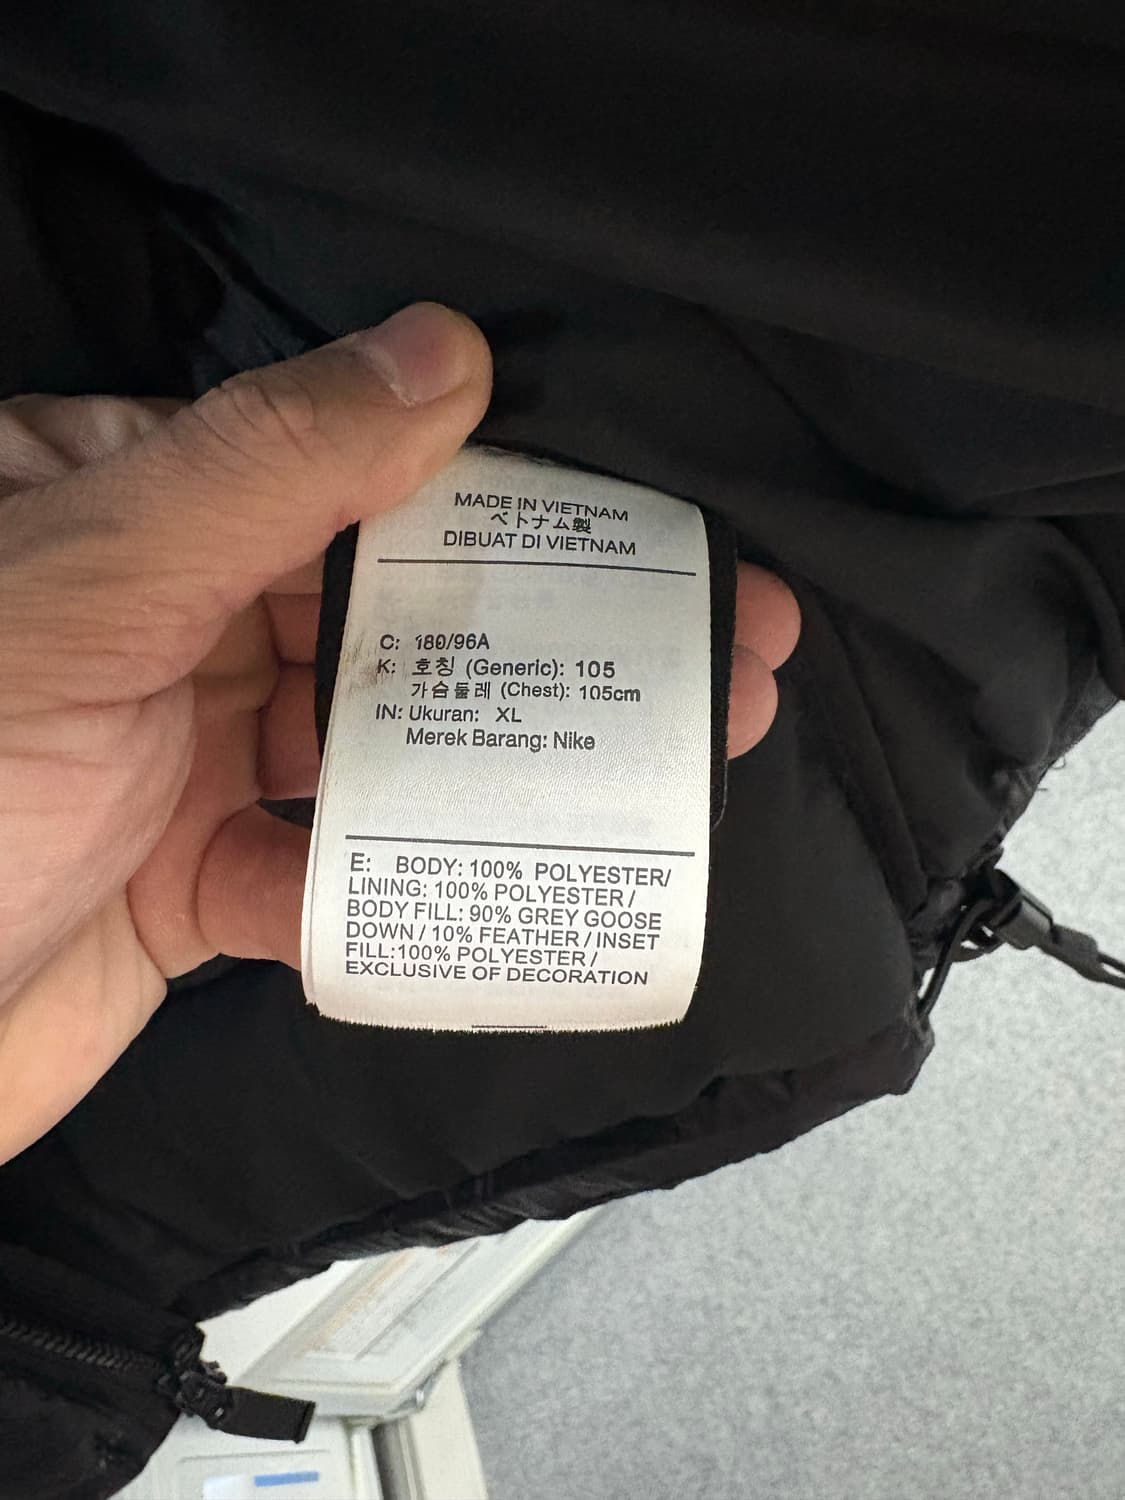 MADE IN VIETNAM
ベトナム製
DIBUAT DI VIETNAM
C: 180/96A
K: 호칭 (Generic): 105
가슴둘레 (Chest): 105cm
IN: Ukuran: XL
Merek Barang: Nike
E: BODY: 100% POLYESTER/
LINING: 100% POLYESTER /
BODY FILL: 90% GREY GOOSE
DOWN / 10% FEATHER / INSET
FILL:100% POLYESTER /
EXCLUSIVE OF DECORATION